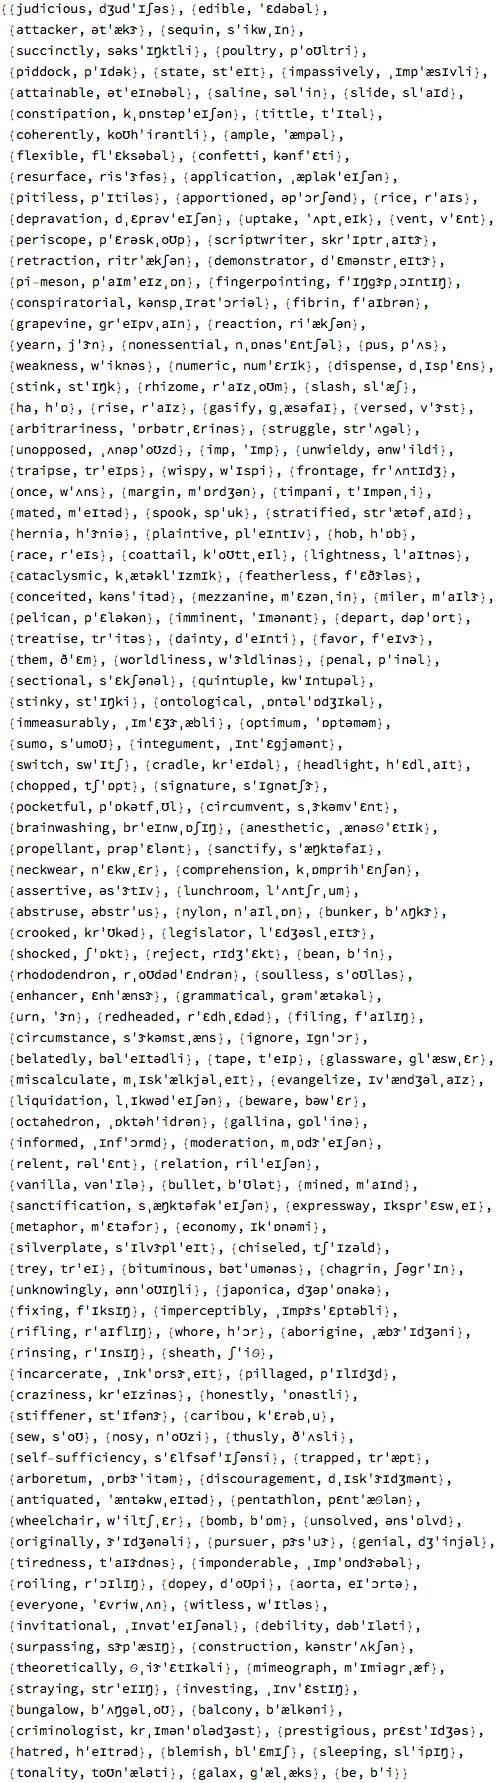 {{judicious, dʒud'ɪʃəs}, {edible, 'ɛdəbəl},
{attacker, ət'ækɝ}, {sequin, s'ikwˌɪn},
{succinctly, səks'ɪŋktli}, {poultry, p'oʊltri},
{piddock, p'ɪdək}, {state, st'eɪt}, {impassively, ˌɪmp'æsɪvli},
{attainable, ət'eɪnəbəl}, {saline, səl'in}, {slide, sl'aɪd},
{constipation, kˌɒnstəp'eɪʃən}, {tittle, t'ɪtəl},
{coherently, koʊh'irəntli}, {ample, 'æmpəl},
{flexible, fl'ɛksəbəl}, {confetti, kənf'ɛti},
{resurface, ris'ɝfəs}, {application, ˌæplək'eɪʃən},
{pitiless, p'ɪtiləs}, {apportioned, əp'ɔrʃənd}, {rice, r'aɪs},
{depravation, dˌɛprəv'eɪʃən}, {uptake, 'ʌptˌeɪk}, {vent, v'ɛnt},
{periscope, p'ɛrəskˌoʊp}, {scriptwriter, skr'ɪptrˌaɪtɝ},
{retraction, ritr'ækʃən}, {demonstrator, d'ɛmənstrˌeɪtɝ},
{pi-meson, p'aɪm'eɪzˌɒn}, {fingerpointing, f'ɪŋgɝpˌɔɪntɪŋ},
{conspiratorial, kənspˌɪrət'ɔriəl}, {fibrin, f'aɪbrən},
{grapevine, gr'eɪpvˌaɪn}, {reaction, ri'ækʃən},
{yearn, j'ɝn}, {nonessential, nˌɒnəs'ɛntʃəl}, {pus, p'ʌs},
{weakness, w'iknəs}, {numeric, num'ɛrɪk}, {dispense, dˌɪsp'ɛns},
{stink, st'ɪŋk}, {rhizome, r'aɪzˌoʊm}, {slash, sl'æʃ},
{ha, h'ɒ}, {rise, r'aɪz}, {gasify, gˌæsəfaɪ}, {versed, v'ɝst},
{arbitrariness, 'ɒrbətrˌɛrinəs}, {struggle, str'ʌgəl},
{unopposed, ˌʌnəp'oʊzd}, {imp, 'ɪmp}, {unwieldy, ənw'ildi},
{traipse, tr'eɪps}, {wispy, w'ɪspi}, {frontage, fr'ʌntɪdʒ},
{once, w'ʌns}, {margin, m'ɒrdʒən}, {timpani, t'ɪmpənˌi},
{mated, m'eɪtəd}, {spook, sp'uk}, {stratified, str'ætəfˌaɪd},
{hernia, h'ɝniə}, {plaintive, pl'eɪntɪv}, {hob, h'ɒb},
{race, r'eɪs}, {coattail, k'oʊttˌeɪl}, {lightness, l'aɪtnəs},
{cataclysmic, kˌætəkl'ɪzmɪk}, {featherless, f'ɛðɝləs},
{conceited, kəns'itəd}, {mezzanine, m'ɛzənˌin}, {miler, m'aɪlɝ},
{pelican, p'ɛləkən}, {imminent, 'ɪmənənt}, {depart, dəp'ɒrt},
{treatise, tr'itəs}, {dainty, d'eɪnti}, {favor, f'eɪvɝ},
{them, ð'ɛm}, {worldliness, w'ɝldlinəs}, {penal, p'inəl},
{sectional, s'ɛkʃənəl}, {quintuple, kw'ɪntupəl},
{stinky, st'ɪŋki}, {ontological, ˌɒntəl'ɒdʒɪkəl},
{immeasurably, ˌɪm'ɛʒɝˌæbli}, {optimum, 'ɒptəməm},
{sumo, s'umoʊ}, {integument, ˌɪnt'ɛgjəmənt},
{switch, sw'ɪtʃ}, {cradle, kr'eɪdəl}, {headlight, h'ɛdlˌaɪt},
{chopped, tʃ'ɒpt}, {signature, s'ɪgnətʃɝ},
{pocketful, p'ɒkətfˌʊl}, {circumvent, sˌɝkəmv'ɛnt},
{brainwashing, br'eɪnwˌɒʃɪŋ}, {anesthetic, ˌænəsθ'ɛtɪk},
{propellant, prəp'ɛlənt}, {sanctify, s'æŋktəfaɪ},
{neckwear, n'ɛkwˌɛr}, {comprehension, kˌɒmprih'ɛnʃən},
{assertive, əs'ɝtɪv}, {lunchroom, l'ʌntʃrˌum},
{abstruse, əbstr'us}, {nylon, n'aɪlˌɒn}, {bunker, b'ʌŋkɝ},
{crooked, kr'ʊkəd}, {legislator, l'ɛdʒəslˌeɪtɝ},
{shocked, ʃ'ɒkt}, {reject, rɪdʒ'ɛkt}, {bean, b'in},
{rhododendron, rˌoʊdəd'ɛndrən}, {soulless, s'oʊlləs},
{enhancer, ɛnh'ænsɝ}, {grammatical, grəm'ætəkəl},
{urn, 'ɝn}, {redheaded, r'ɛdhˌɛdəd}, {filing, f'aɪlɪŋ},
{circumstance, s'ɝkəmstˌæns}, {ignore, ɪgn'ɔr},
{belatedly, bəl'eɪtədli}, {tape, t'eɪp}, {glassware, gl'æswˌɛr},
{miscalculate, mˌɪsk'ælkjəlˌeɪt}, {evangelize, ɪv'ændʒəlˌaɪz},
{liquidation, lˌɪkwəd'eɪʃən}, {beware, bəw'ɛr},
{octahedron, ˌɒktəh'idrən}, {gallina, gɒl'inə},
{informed, ˌɪnf'ɔrmd}, {moderation, mˌɒdɝ'eɪʃən},
{relent, rəl'ɛnt}, {relation, ril'eɪʃən},
{vanilla, vən'ɪlə}, {bullet, b'ʊlət}, {mined, m'aɪnd},
{sanctification, sˌæŋktəfək'eɪʃən}, {expressway, ɪkspr'ɛswˌeɪ},
{metaphor, m'ɛtəfɔr}, {economy, ɪk'ɒnəmi},
{silverplate, s'ɪlvɝpl'eɪt}, {chiseled, tʃ'ɪzəld},
{trey, tr'eɪ}, {bituminous, bət'umənəs}, {chagrin, ʃəgr'ɪn},
{unknowingly, ənn'oʊɪŋli}, {japonica, dʒəp'ɒnəkə},
{fixing, f'ɪksɪŋ}, {imperceptibly, ˌɪmpɝs'ɛptəbli},
{rifling, r'aɪflɪŋ}, {whore, h'ɔr}, {aborigine, ˌæbɝ'ɪdʒəni},
{rinsing, r'ɪnsɪŋ}, {sheath, ʃ'iθ},
{incarcerate, ˌɪnk'ɒrsɝˌeɪt}, {pillaged, p'ɪlɪdʒd},
{craziness, kr'eɪzinəs}, {honestly, 'ɒnəstli},
{stiffener, st'ɪfənɝ}, {caribou, k'ɛrəbˌu},
{sew, s'oʊ}, {nosy, n'oʊzi}, {thusly, ð'ʌsli},
{self-sufficiency, s'ɛlfsəf'ɪʃənsi}, {trapped, tr'æpt},
{arboretum, ˌɒrbɝ'itəm}, {discouragement, dˌɪsk'ɝɪdʒmənt},
{antiquated, 'æntəkwˌeɪtəd}, {pentathlon, pɛnt'æθlən},
{wheelchair, w'iltʃˌɛr}, {bomb, b'ɒm}, {unsolved, əns'ɒlvd},
{originally, ɝ'ɪdʒənəli}, {pursuer, pɝs'uɝ}, {genial, dʒ'injəl},
{tiredness, t'aɪɝdnəs}, {imponderable, ˌɪmp'ɒndɝəbəl},
{roiling, r'ɔɪlɪŋ}, {dopey, d'oʊpi}, {aorta, eɪ'ɔrtə},
{everyone, 'ɛvriwˌʌn}, {witless, w'ɪtləs},
{invitational, ˌɪnvət'eɪʃənəl}, {debility, dəb'ɪləti},
{surpassing, sɝp'æsɪŋ}, {construction, kənstr'ʌkʃən},
{theoretically, θˌiɝ'ɛtɪkəli}, {mimeograph, m'ɪmiəgrˌæf},
{straying, str'eɪɪŋ}, {investing, ˌɪnv'ɛstɪŋ},
{bungalow, b'ʌŋgəlˌoʊ}, {balcony, b'ælkəni},
{criminologist, krˌɪmən'ɒlədʒəst}, {prestigious, prɛst'ɪdʒəs},
{hatred, h'eɪtrəd}, {blemish, bl'ɛmɪʃ}, {sleeping, sl'ipɪŋ},
{tonality, toʊn'æləti}, {galax, g'ælˌæks}, {be, b'i}}